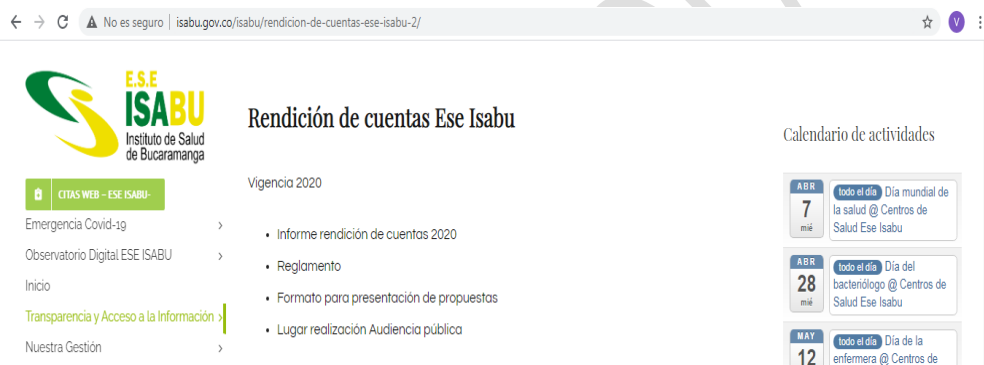 No es seguro | isabu.gov.co/isabu/rendicion-de-cuentas-ese-isabu-2/
V
E.S.E
ISABU
Instituto de Salud
de Bucaramanga
CITAS WEB – ESE ISABU-
Emergencia Covid-19
Observatorio Digital ESE ISABU
Inicio
Transparencia y Acceso a la Información
Nuestra Gestión
Rendición de cuentas Ese Isabu
Vigencia 2020
• Informe rendición de cuentas 2020
• Reglamento
• Formato para presentación de propuestas
• Lugar realización Audiencia pública
Calendario de actividades
ABR
7
mié
todo el día Día mundial de
la salud @ Centros de
Salud Ese Isabu
ABR
28
mié
todo el día Día del
bacteriólogo @ Centros de
Salud Ese Isabu
MAY
12
todo el día Día de la
enfermera @ Centros de